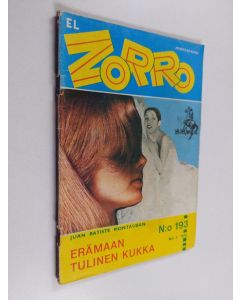 EL
ZORRO
JUAN BATISTE MONTAUBAN
N:o 193
ERÄMAAN
TULINEN KUKKA